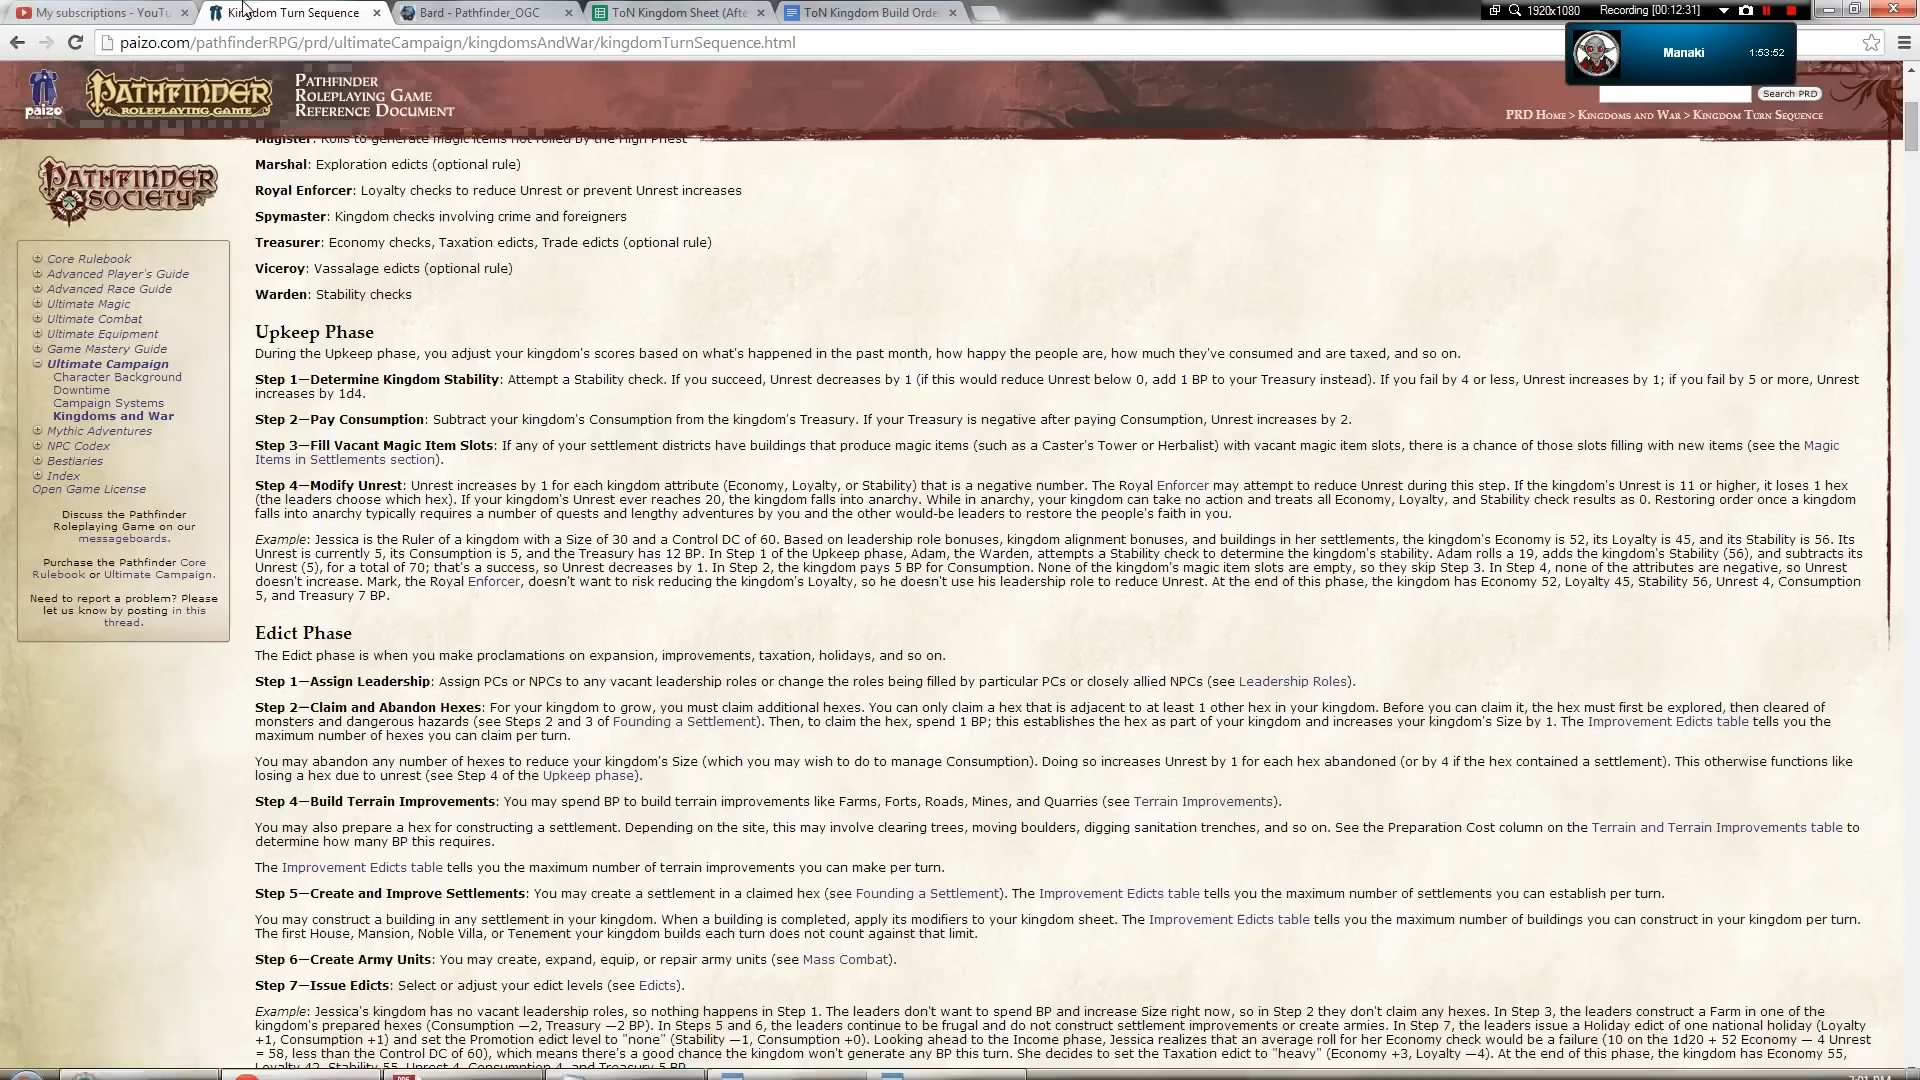 My subscriptions - YouTu
Kingdom Turn Sequence
Bard - Pathfinder_OGC
ToN Kingdom Sheet (Afte
ToN Kingdom Build Orde
1920x1080
Recording [00:12:31]
paizo.com/pathfinderRPG/prd/ultimateCampaign/kingdomsAndWar/kingdomTurnSequence.html
Manaki
1:53:52
paizo
PATHFINDER
ROLEPLAYING GAME
PATHFINDER
ROLEPLAYING GAME
REFERENCE DOCUMENT
Search PRD
PRD HOME > KINGDOMS AND WAR > KINGDOM TURN SEQUENCE
PATHFINDER
SOCIETY
Core Rulebook
Advanced Player's Guide
Advanced Race Guide
Ultimate Magic
Ultimate Combat
Ultimate Equipment
Game Mastery Guide
Ultimate Campaign
Character Background
Downtime
Campaign Systems
Kingdoms and War
Mythic Adventures
NPC Codex
Bestiaries
Index
Open Game License
Discuss the Pathfinder
Roleplaying Game on our
messageboards.
Purchase the Pathfinder Core
Rulebook or Ultimate Campaign.
Need to report a problem? Please
let us know by posting in this
thread.
Magister: Rolls to generate magic items not rolled by the High Priest
Marshal: Exploration edicts (optional rule)
Royal Enforcer: Loyalty checks to reduce Unrest or prevent Unrest increases
Spymaster: Kingdom checks involving crime and foreigners
Treasurer: Economy checks, Taxation edicts, Trade edicts (optional rule)
Viceroy: Vassalage edicts (optional rule)
Warden: Stability checks
Upkeep Phase
During the Upkeep phase, you adjust your kingdom's scores based on what's happened in the past month, how happy the people are, how much they've consumed and are taxed, and so on.
Step 1—Determine Kingdom Stability: Attempt a Stability check. If you succeed, Unrest decreases by 1 (if this would reduce Unrest below 0, add 1 BP to your Treasury instead). If you fail by 4 or less, Unrest increases by 1; if you fail by 5 or more, Unrest
increases by 1d4.
Step 2—Pay Consumption: Subtract your kingdom's Consumption from the kingdom's Treasury. If your Treasury is negative after paying Consumption, Unrest increases by 2.
Step 3—Fill Vacant Magic Item Slots: If any of your settlement districts have buildings that produce magic items (such as a Caster's Tower or Herbalist) with vacant magic item slots, there is a chance of those slots filling with new items (see the Magic
Items in Settlements section).
Step 4—Modify Unrest: Unrest increases by 1 for each kingdom attribute (Economy, Loyalty, or Stability) that is a negative number. The Royal Enforcer may attempt to reduce Unrest during this step. If the kingdom's Unrest is 11 or higher, it loses 1 hex
(the leaders choose which hex). If your kingdom's Unrest ever reaches 20, the kingdom falls into anarchy. While in anarchy, your kingdom can take no action and treats all Economy, Loyalty, and Stability check results as 0. Restoring order once a kingdom
falls into anarchy typically requires a number of quests and lengthy adventures by you and the other would-be leaders to restore the people's faith in you.
Example: Jessica is the Ruler of a kingdom with a Size of 30 and a Control DC of 60. Based on leadership role bonuses, kingdom alignment bonuses, and buildings in her settlements, the kingdom's Economy is 52, its Loyalty is 45, and its Stability is 56. Its
Unrest is currently 5, its Consumption is 5, and the Treasury has 12 BP. In Step 1 of the Upkeep phase, Adam, the Warden, attempts a Stability check to determine the kingdom's stability. Adam rolls a 19, adds the kingdom's Stability (56), and subtracts its
Unrest (5), for a total of 70; that's a success, so Unrest decreases by 1. In Step 2, the kingdom pays 5 BP for Consumption. None of the kingdom's magic item slots are empty, so they skip Step 3. In Step 4, none of the attributes are negative, so Unrest
doesn't increase. Mark, the Royal Enforcer, doesn't want to risk reducing the kingdom's Loyalty, so he doesn't use his leadership role to reduce Unrest. At the end of this phase, the kingdom has Economy 52, Loyalty 45, Stability 56, Unrest 4, Consumption
5, and Treasury 7 BP.
Edict Phase
The Edict phase is when you make proclamations on expansion, improvements, taxation, holidays, and so on.
Step 1—Assign Leadership: Assign PCs or NPCs to any vacant leadership roles or change the roles being filled by particular PCs or closely allied NPCs (see Leadership Roles).
Step 2—Claim and Abandon Hexes: For your kingdom to grow, you must claim additional hexes. You can only claim a hex that is adjacent to at least 1 other hex in your kingdom. Before you can claim it, the hex must first be explored, then cleared of
monsters and dangerous hazards (see Steps 2 and 3 of Founding a Settlement). Then, to claim the hex, spend 1 BP; this establishes the hex as part of your kingdom and increases your kingdom's Size by 1. The Improvement Edicts table tells you the
maximum number of hexes you can claim per turn.
You may abandon any number of hexes to reduce your kingdom's Size (which you may wish to do to manage Consumption). Doing so increases Unrest by 1 for each hex abandoned (or by 4 if the hex contained a settlement). This otherwise functions like
losing a hex due to unrest (see Step 4 of the Upkeep phase).
Step 4—Build Terrain Improvements: You may spend BP to build terrain improvements like Farms, Forts, Roads, Mines, and Quarries (see Terrain Improvements).
You may also prepare a hex for constructing a settlement. Depending on the site, this may involve clearing trees, moving boulders, digging sanitation trenches, and so on. See the Preparation Cost column on the Terrain and Terrain Improvements table to
determine how many BP this requires.
The Improvement Edicts table tells you the maximum number of terrain improvements you can make per turn.
Step 5—Create and Improve Settlements: You may create a settlement in a claimed hex (see Founding a Settlement). The Improvement Edicts table tells you the maximum number of settlements you can establish per turn.
You may construct a building in any settlement in your kingdom. When a building is completed, apply its modifiers to your kingdom sheet. The Improvement Edicts table tells you the maximum number of buildings you can construct in your kingdom per turn.
The first House, Mansion, Noble Villa, or Tenement your kingdom builds each turn does not count against that limit.
Step 6—Create Army Units: You may create, expand, equip, or repair army units (see Mass Combat).
Step 7—Issue Edicts: Select or adjust your edict levels (see Edicts).
Example: Jessica's kingdom has no vacant leadership roles, so nothing happens in Step 1. The leaders don't want to spend BP and increase Size right now, so in Step 2 they don't claim any hexes. In Step 3, the leaders construct a Farm in one of the
kingdom's prepared hexes (Consumption —2, Treasury —2 BP). In Steps 5 and 6, the leaders continue to be frugal and do not construct settlement improvements or create armies. In Step 7, the leaders issue a Holiday edict of one national holiday (Loyalty
+1, Consumption +1) and set the Promotion edict level to "none" (Stability —1, Consumption +0). Looking ahead to the Income phase, Jessica realizes that an average roll for her Economy check would be a failure (10 on the 1d20 + 52 Economy — 4 Unrest
= 58, less than the Control DC of 60), which means there's a good chance the kingdom won't generate any BP this turn. She decides to set the Taxation edict to "heavy" (Economy +3, Loyalty —4). At the end of this phase, the kingdom has Economy 55,
Loyalty 42, Stability 55, Unrest 4, Consumption 4, and Treasury 5 BP.